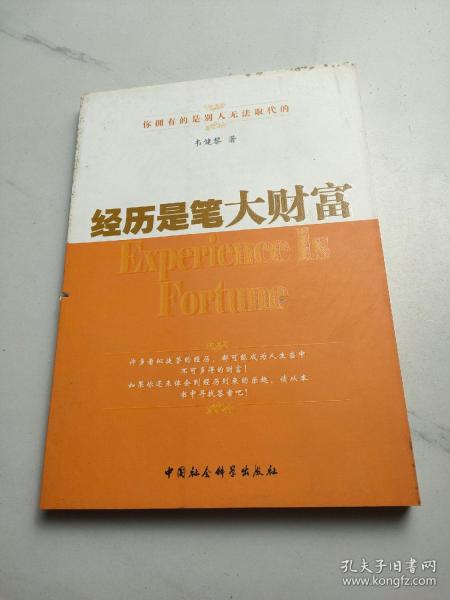 你拥有的是别人无法取代的
韦健黎 著
经历是笔大财富
Experience Is
Fortune
许多看似徒劳的经历，都可能成为人生当中
不可多得的财富！
如果你还未体会到经历到来的乐趣，请从本
书中寻找答案吧！
中国社会科学出版社
孔夫子旧书网
www.kongfz.com